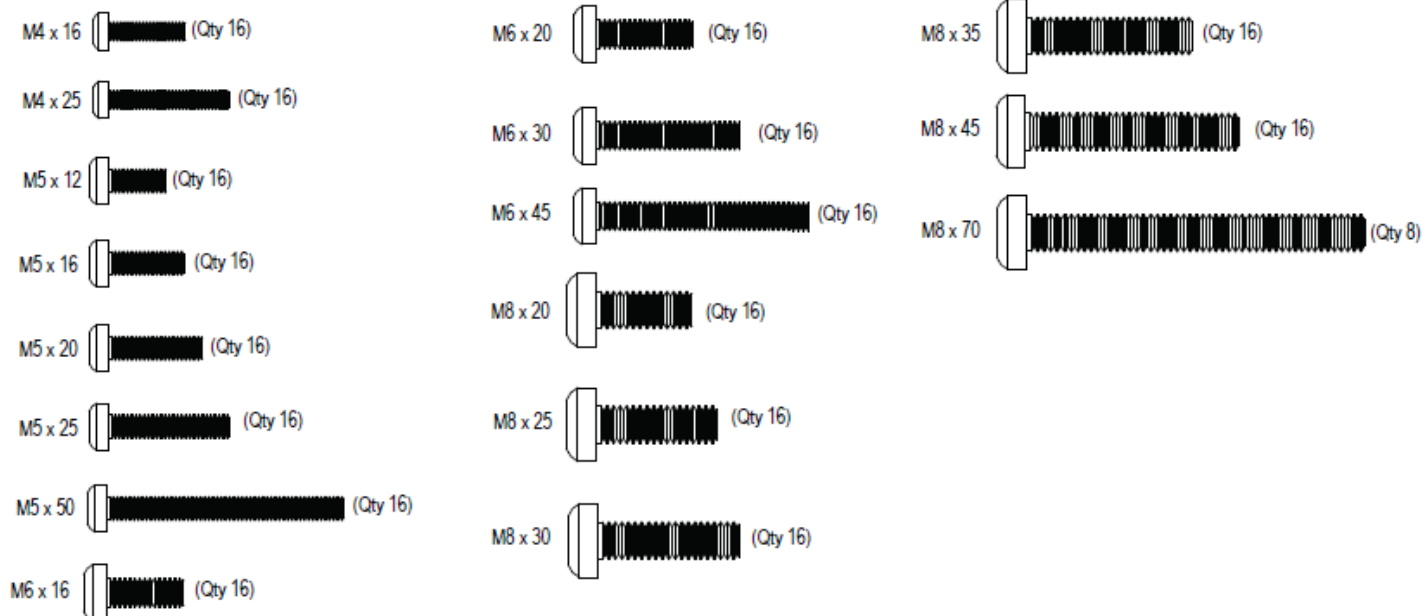 M4 x 16 (Qty 16)
M4 x 25 (Qty 16)
M5 x 12 (Qty 16)
M5 x 16 (Qty 16)
M5 x 20 (Qty 16)
M5 x 25 (Qty 16)
M5 x 50 (Qty 16)
M6 x 16 (Qty 16)
M6 x 20 (Qty 16)
M6 x 30 (Qty 16)
M6 x 45 (Qty 16)
M8 x 20 (Qty 16)
M8 x 25 (Qty 16)
M8 x 30 (Qty 16)
M8 x 35 (Qty 16)
M8 x 45 (Qty 16)
M8 x 70 (Qty 8)